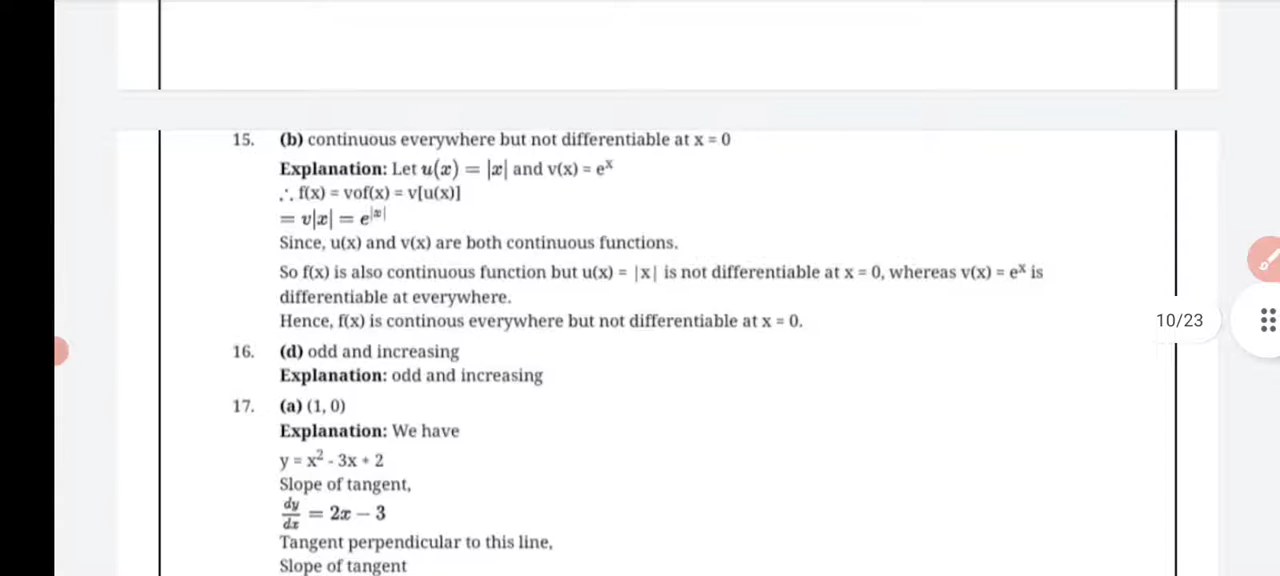 15. (b) continuous everywhere but not differentiable at x = 0
Explanation: Let u(x) = |x| and v(x) = eˣ
∴ f(x) = vof(x) = v[u(x)]
= v|x| = e^|x|
Since, u(x) and v(x) are both continuous functions.
So f(x) is also continuous function but u(x) = |x| is not differentiable at x = 0, whereas v(x) = eˣ is
differentiable at everywhere.
Hence, f(x) is continous everywhere but not differentiable at x = 0.
10/23
16. (d) odd and increasing
Explanation: odd and increasing
17. (a) (1, 0)
Explanation: We have
y = x² - 3x + 2
Slope of tangent,
dy/dx = 2x − 3
Tangent perpendicular to this line,
Slope of tangent